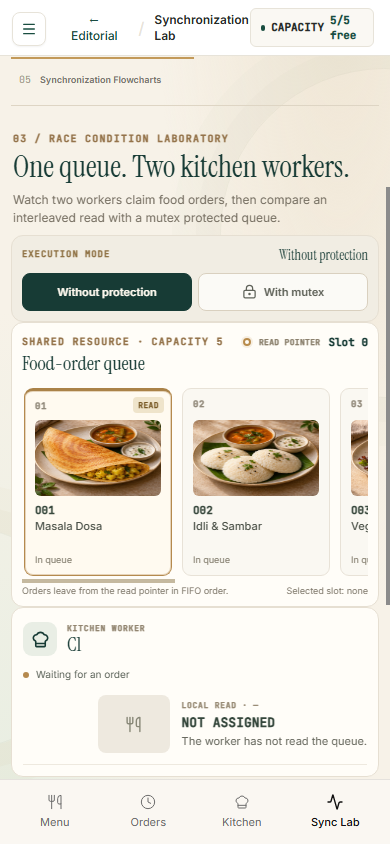 ← Editorial
/
Synchronization Lab
CAPACITY 5/5 free
05 Synchronization Flowcharts
03 / RACE CONDITION LABORATORY
One queue. Two kitchen workers.
Watch two workers claim food orders, then compare an
interleaved read with a mutex protected queue.
EXECUTION MODE
Without protection
Without protection
With mutex
SHARED RESOURCE · CAPACITY 5
READ POINTER Slot 0
Food-order queue
01 READ
O01
Masala Dosa
In queue
02
O02
Idli & Sambar
In queue
03
In q
Orders leave from the read pointer in FIFO order.
Selected slot: none
KITCHEN WORKER
C1
Waiting for an order
LOCAL READ · —
NOT ASSIGNED
The worker has not read the queue.
Menu
Orders
Kitchen
Sync Lab